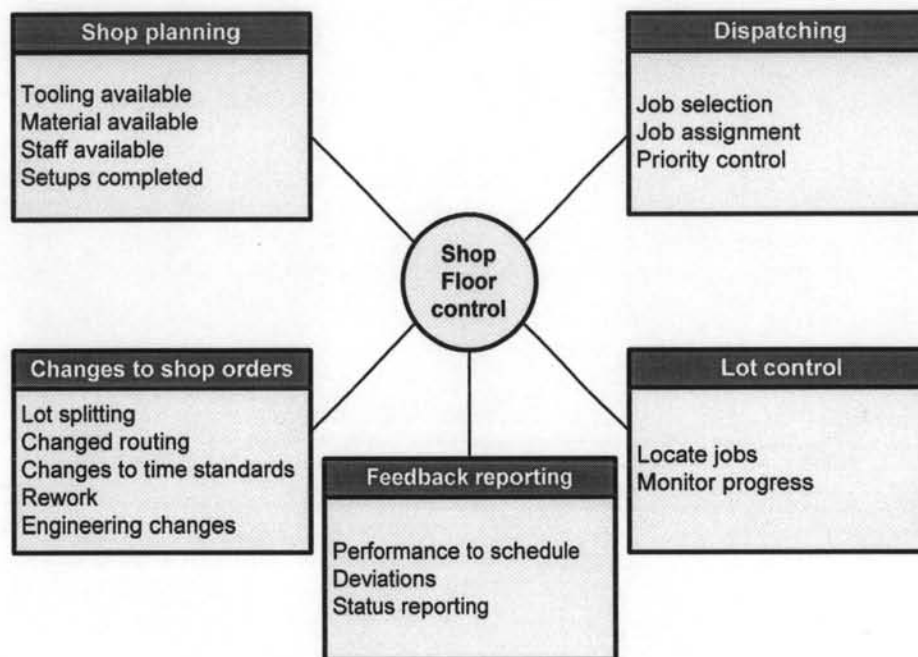 Shop planning
Tooling available
Material available
Staff available
Setups completed
Dispatching
Job selection
Job assignment
Priority control
Shop
Floor
control
Changes to shop orders
Lot splitting
Changed routing
Changes to time standards
Rework
Engineering changes
Feedback reporting
Performance to schedule
Deviations
Status reporting
Lot control
Locate jobs
Monitor progress